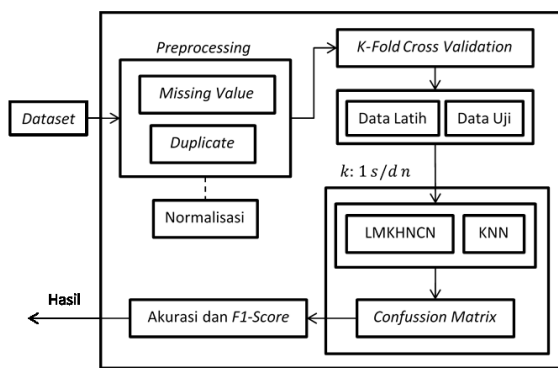 Preprocessing
K-Fold Cross Validation
Missing Value
Dataset
Data Latih
Data Uji
Duplicate
k: 1 s/d n
Normalisasi
LMKHNCN
KNN
Hasil
Akurasi dan F1-Score
Confussion Matrix